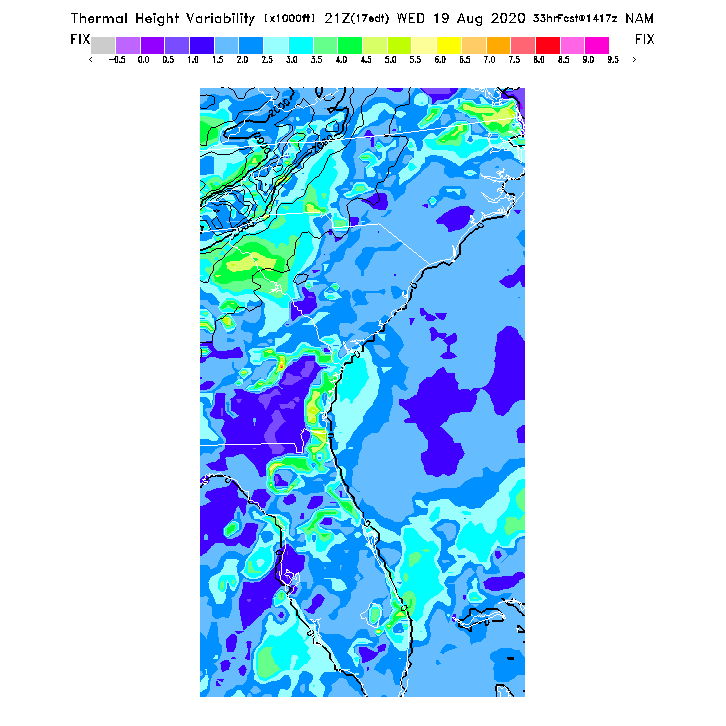 Thermal Height Variability [x1000ft] 21Z(17edt) WED 19 Aug 2020 33hrFcst@1417z NAM
FIX FIX
< -0.5 0.0 0.5 1.0 1.5 2.0 2.5 3.0 3.5 4.0 4.5 5.0 5.5 6.0 6.5 7.0 7.5 8.0 8.5 9.0 9.5 >
2000